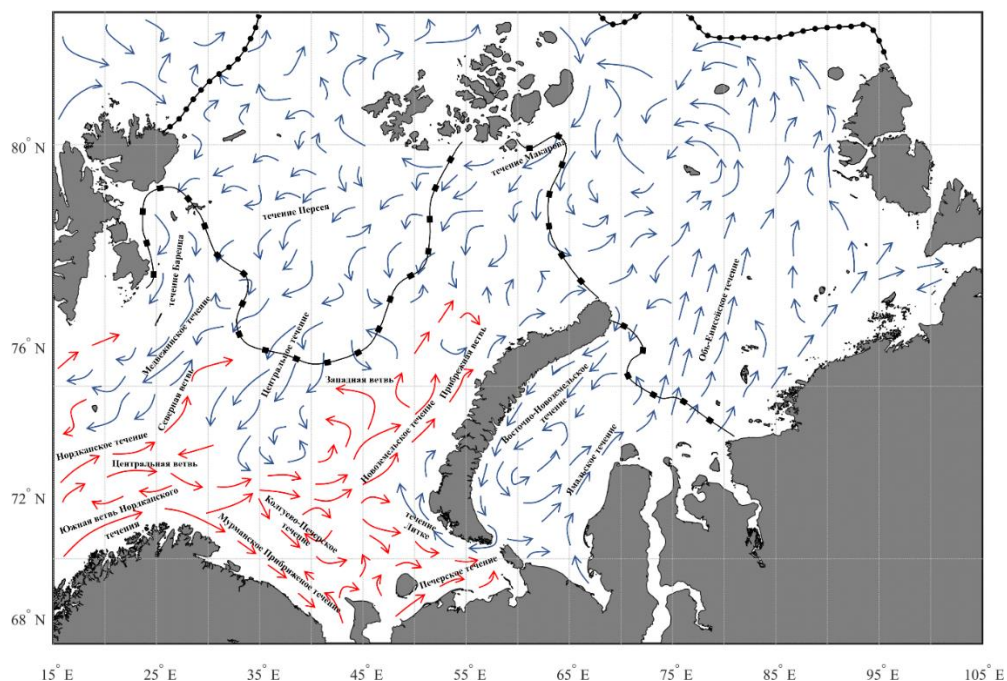 80° N
76° N
72° N
68° N
течение Макарова
течение Персея
течение Баренца
Медвежинское течение
Северная ветвь
Центральное течение
Западная ветвь
Прибрежная ветвь
Новоземельское течение
Обь-Енисейское течение
Восточно-Новоземельское
течение
Ямальское течение
Нордкапское течение
Центральная ветвь
Южная ветвь Нордкапского
течения
Мурманское Прибрежное течение
Колгуево-Печорское
течение
течение
Литке
Печорское течение
15° E
25° E
35° E
45° E
55° E
65° E
75° E
85° E
95° E
105° E